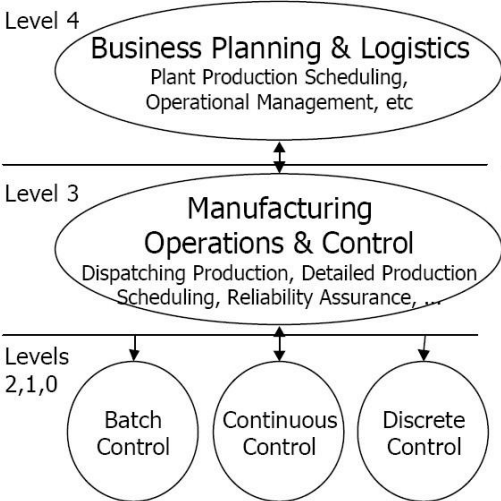 Level 4
Business Planning & Logistics
Plant Production Scheduling,
Operational Management, etc
Level 3
Manufacturing
Operations & Control
Dispatching Production, Detailed Production
Scheduling, Reliability Assurance, ...
Levels
2,1,0
Batch
Control
Continuous
Control
Discrete
Control